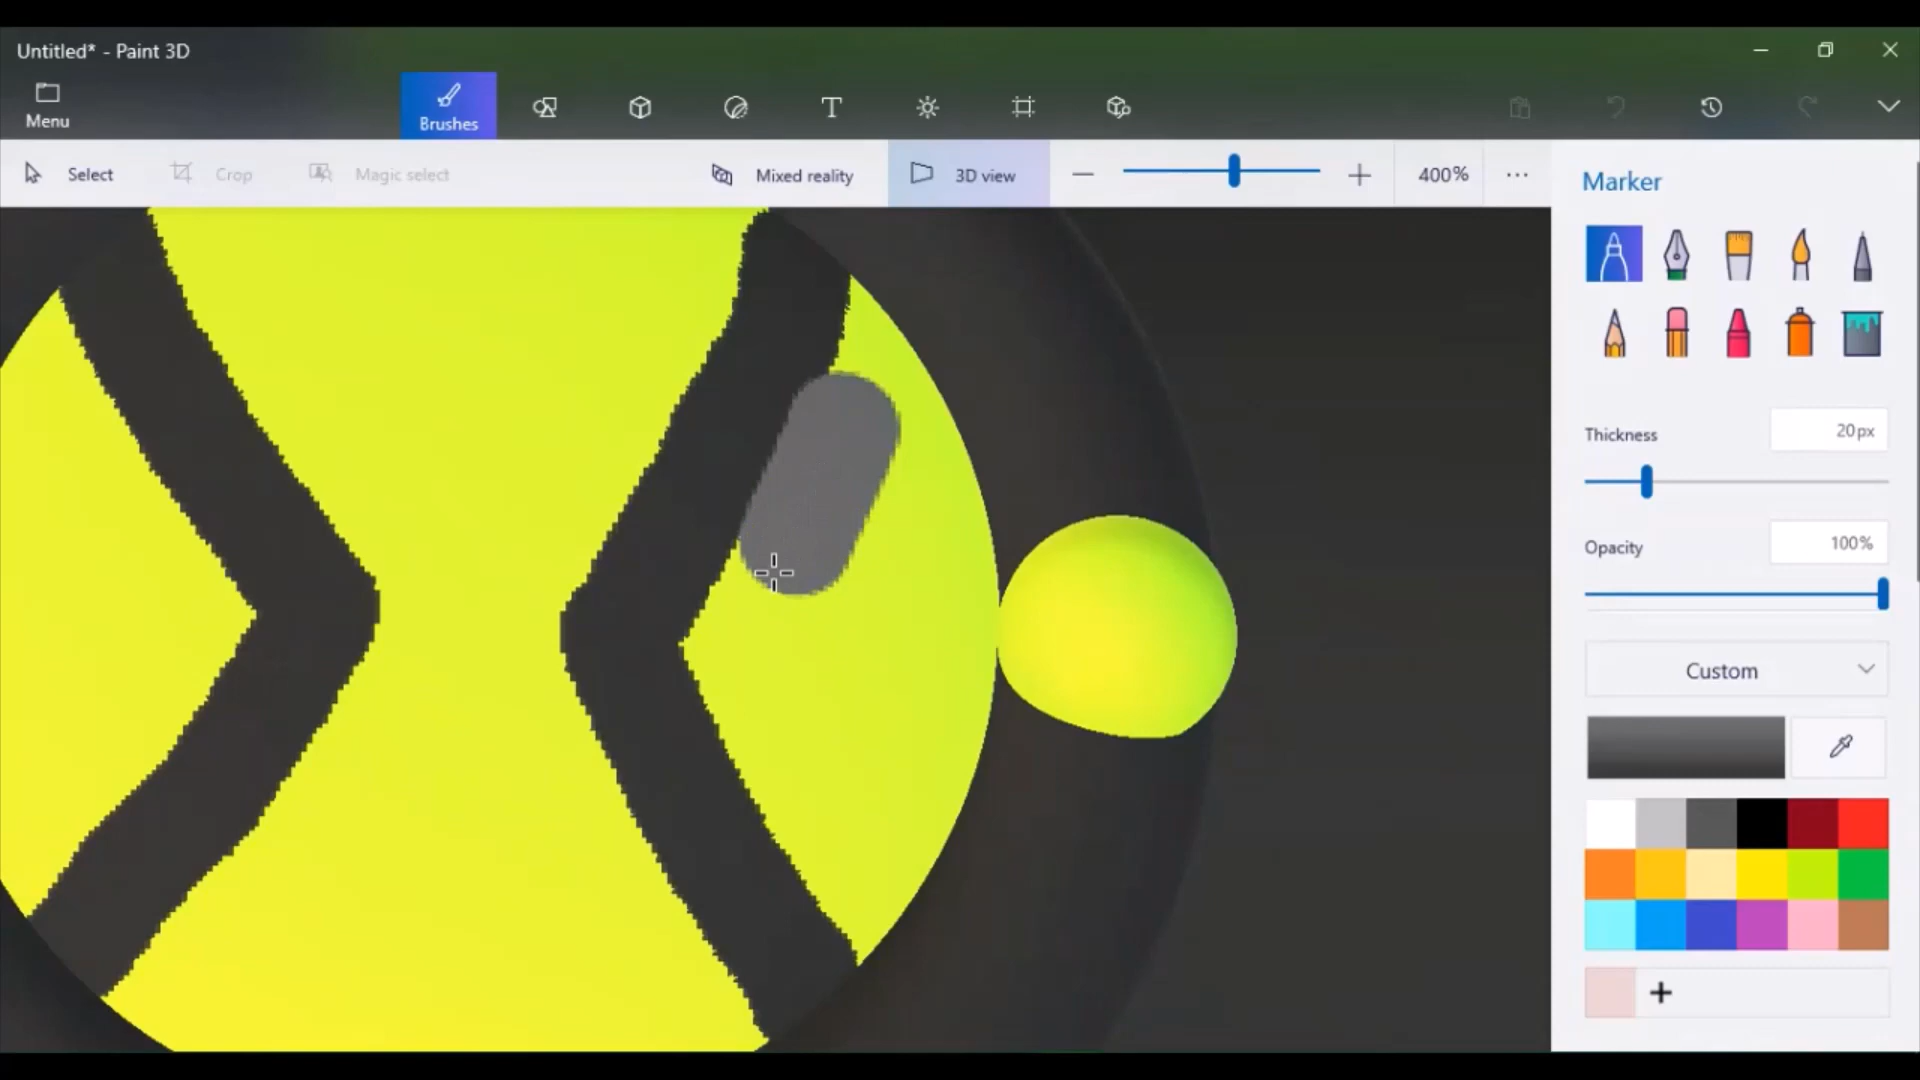 Untitled* - Paint 3D
Menu
Brushes
Select
Crop
Magic select
Mixed reality
3D view
400%
Marker
Thickness
20px
Opacity
100%
Custom